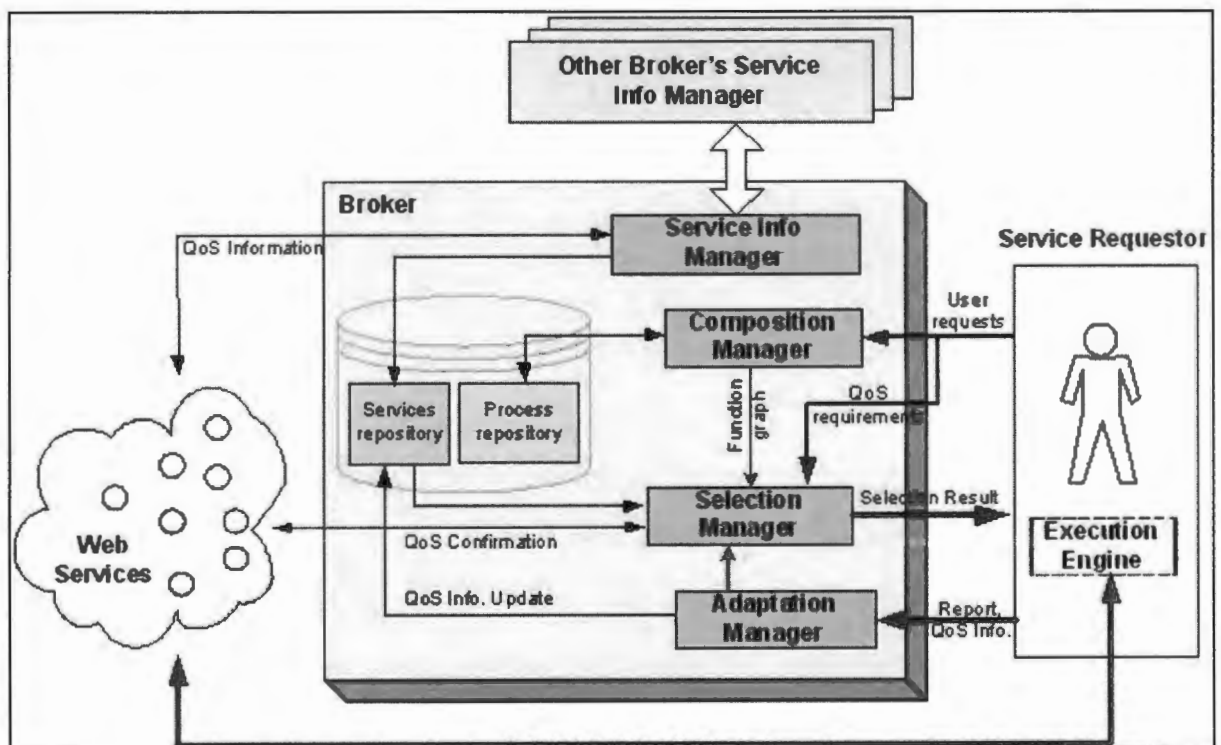 Other Broker's Service
Info Manager
Broker
QoS Information
Service Info
Manager
Service Requestor
User
requests
Composition
Manager
Services
repository
Process
repository
Function
graph
QoS
requirement
Selection
Manager
Selection Result
Web
Services
QoS Confirmation
Execution
Engine
QoS Info. Update
Adaptation
Manager
Report,
QoS Info.